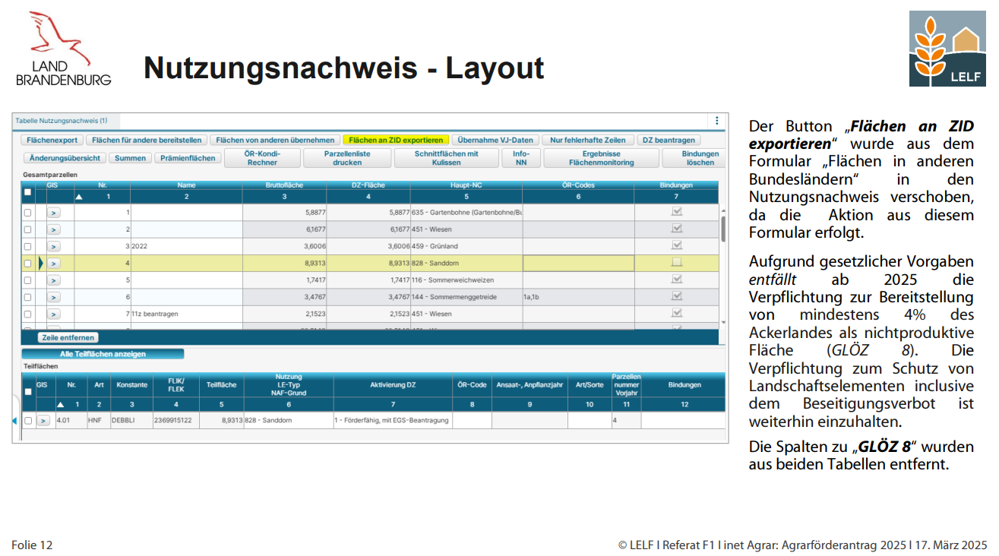 LAND
BRANDENBURG
Nutzungsnachweis - Layout
LELF
Tabelle Nutzungsnachweis (1)
Flächenexport Flächen für andere bereitstellen Flächen von anderen übernehmen Flächen an ZID exportieren Übernahme VJ-Daten Nur fehlerhafte Zeilen DZ beantragen
Änderungsübersicht Summen Prämienflächen ÖR-Kondi-Rechner Parzellenliste drucken Schnittflächen mit Kulissen Info-NN Ergebnisse Flächenmonitoring Bindungen löschen
Gesamtparzellen
GIS Nr. Name Bruttofläche DZ-Fläche Haupt-NC ÖR-Codes Bindungen
1 2 3 4 5 6 7
> 1 5,8877 5,8877 635 - Gartenbohne (Gartenbohne/Bu
> 2 6,1677 6,1677 451 - Wiesen
> 3 2022 3,6006 3,6006 459 - Grünland
> 4 8,9313 8,9313 828 - Sanddorn
> 5 1,7417 1,7417 116 - Sommerweichweizen
> 6 3,4767 3,4767 144 - Sommermenggetreide 1a,1b
> 7 11z beantragen 2,1523 2,1523 451 - Wiesen
Zeile entfernen
Alle Teilflächen anzeigen
Teilflächen
GIS Nr. Art Konstante FLIK/ FLEK Teilfläche Nutzung LE-Typ NAF-Grund Aktivierung DZ ÖR-Code Ansaat-, Anpflanzjahr Art/Sorte Parzellen nummer Vorjahr Bindungen
1 2 3 4 5 6 7 8 9 10 11 12
> 4.01 HNF DEBBLI 2369915122 8,9313 828 - Sanddorn 1 - Förderfähig, mit EGS-Beantragung 4
Der Button „Flächen an ZID
exportieren“ wurde aus dem
Formular „Flächen in anderen
Bundesländern“ in den
Nutzungsnachweis verschoben,
da die Aktion aus diesem
Formular erfolgt.
Aufgrund gesetzlicher Vorgaben
entfällt ab 2025 die
Verpflichtung zur Bereitstellung
von mindestens 4% des
Ackerlandes als nichtproduktive
Fläche (GLÖZ 8). Die
Verpflichtung zum Schutz von
Landschaftselementen inclusive
dem Beseitigungsverbot ist
weiterhin einzuhalten.
Die Spalten zu „GLÖZ 8“ wurden
aus beiden Tabellen entfernt.
Folie 12
© LELF I Referat F1 I inet Agrar: Agrarförderantrag 2025 I 17. März 2025